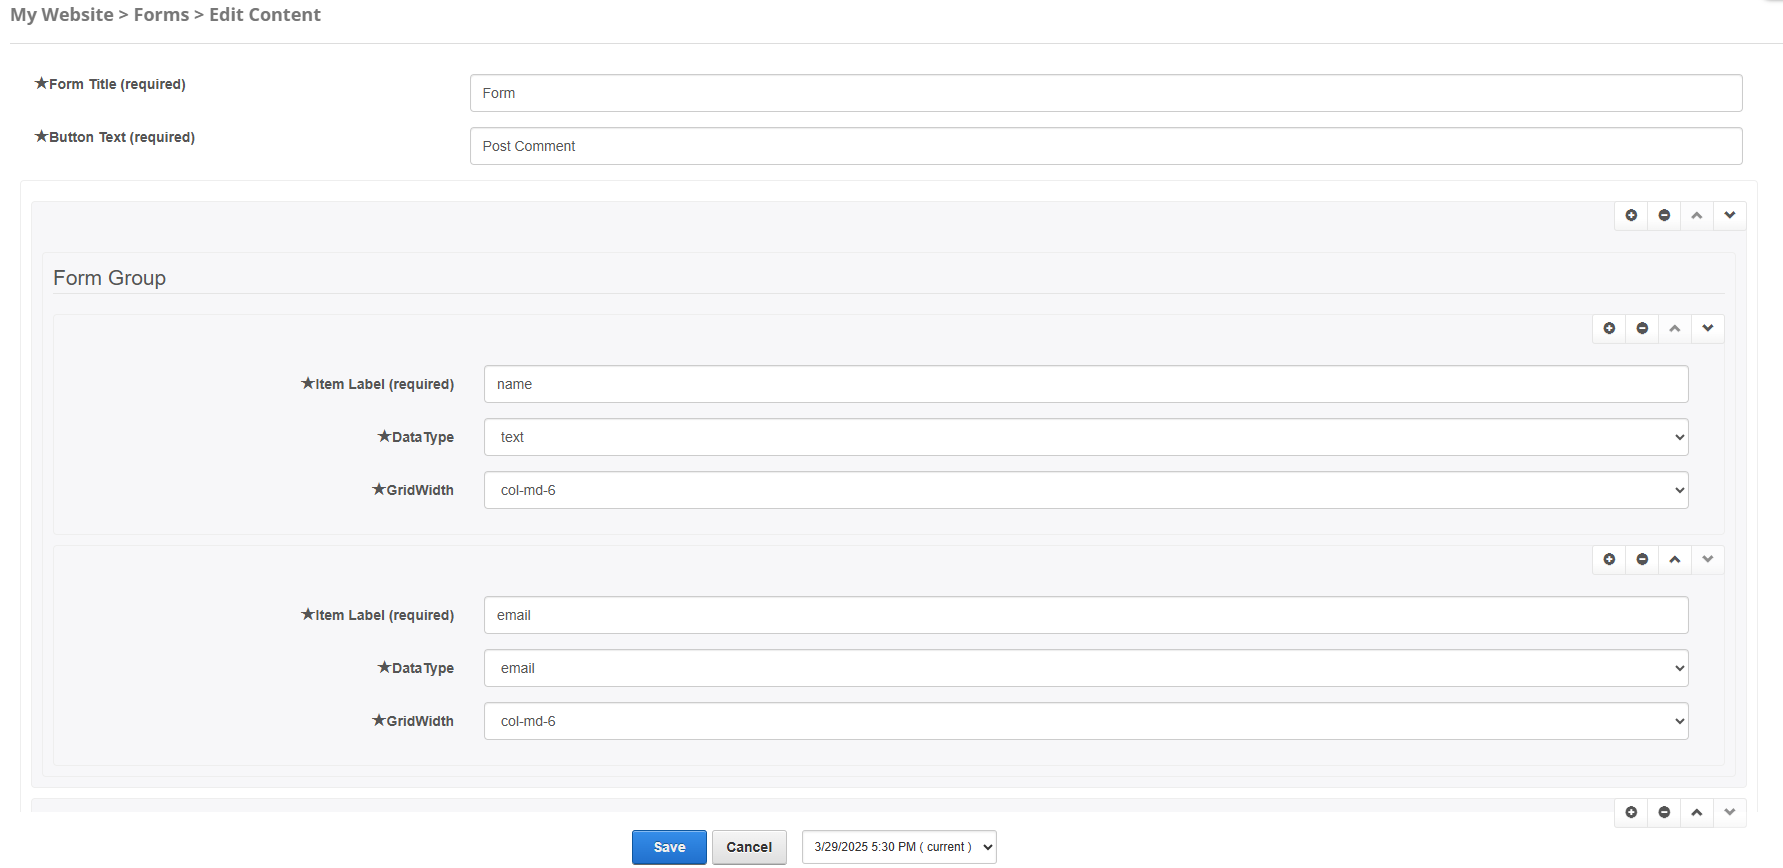 My Website > Forms > Edit Content
★Form Title (required)
Form
★Button Text (required)
Post Comment
Form Group
★Item Label (required)
name
★DataType
text
★GridWidth
col-md-6
★Item Label (required)
email
★DataType
email
★GridWidth
col-md-6
Save
Cancel
3/29/2025 5:30 PM ( current )